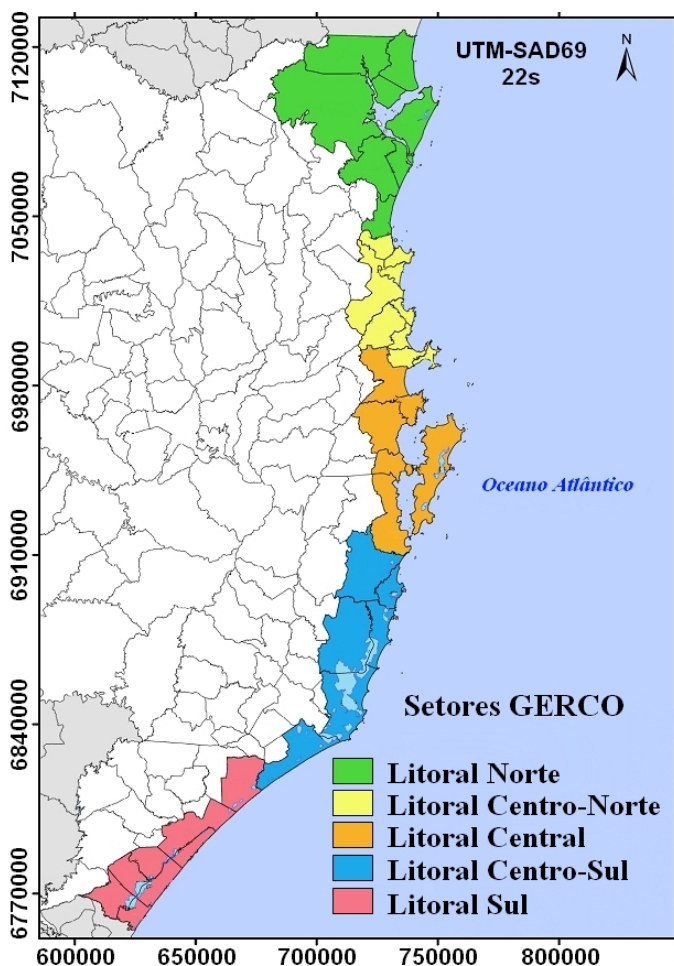 UTM-SAD69
22s
N
7120000
7050000
6980000
6910000
6840000
6770000
Oceano Atlântico
Setores GERCO
Litoral Norte
Litoral Centro-Norte
Litoral Central
Litoral Centro-Sul
Litoral Sul
600000 650000 700000 750000 800000